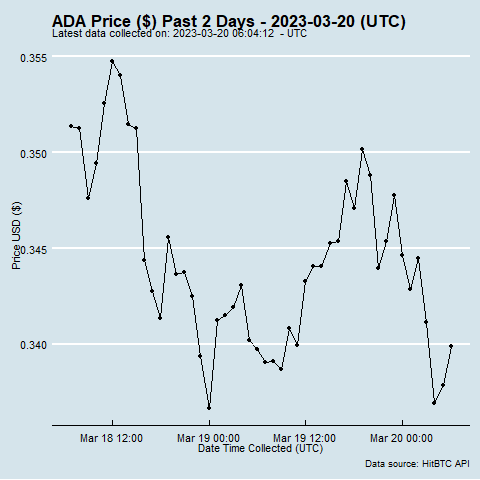 ADA Price ($) Past 2 Days - 2023-03-20 (UTC)
Latest data collected on: 2023-03-20 06:04:12 - UTC
0.355
0.350
0.345
0.340
Price USD ($)
Mar 18 12:00 Mar 19 00:00 Mar 19 12:00 Mar 20 00:00
Date Time Collected (UTC)
Data source: HitBTC API